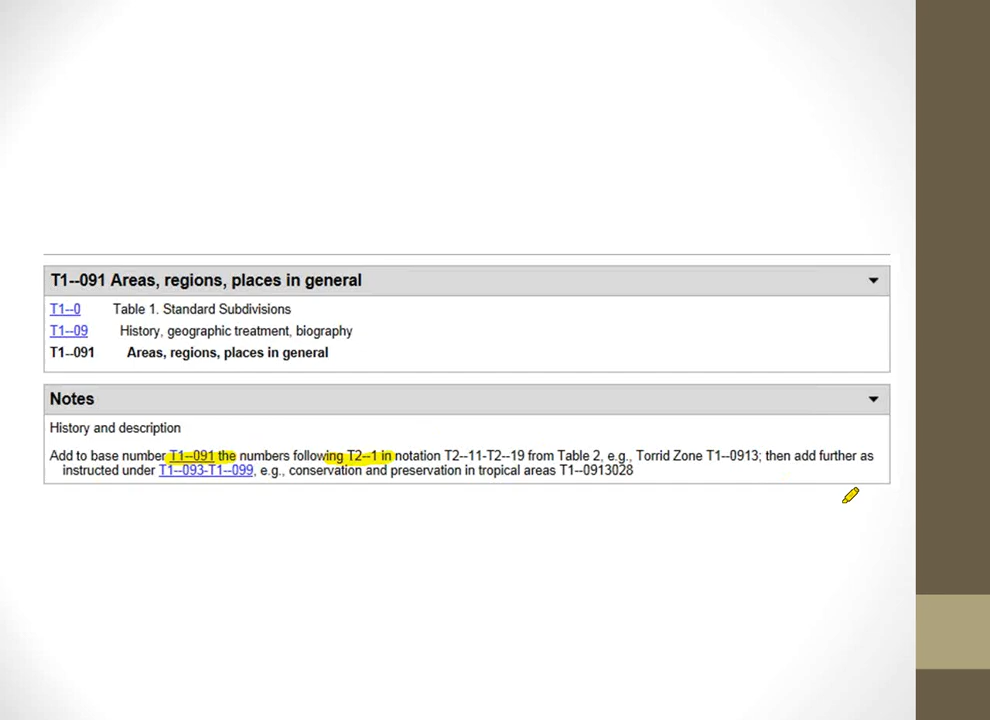 T1--091 Areas, regions, places in general
T1--0 Table 1. Standard Subdivisions
T1--09 History, geographic treatment, biography
T1--091 Areas, regions, places in general
Notes
History and description
Add to base number T1--091 the numbers following T2--1 in notation T2--11-T2--19 from Table 2, e.g., Torrid Zone T1--0913; then add further as
instructed under T1--093-T1--099, e.g., conservation and preservation in tropical areas T1--0913028